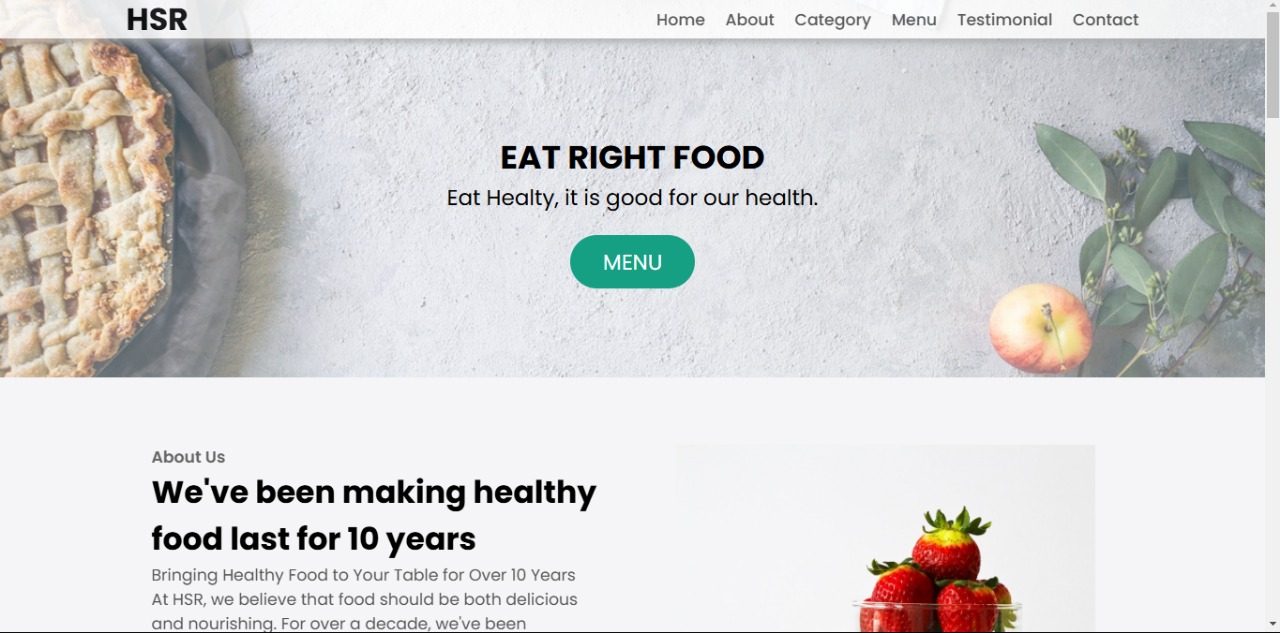 HSR
Home About Category Menu Testimonial Contact
EAT RIGHT FOOD
Eat Healty, it is good for our health.
MENU
About Us
We've been making healthy
food last for 10 years
Bringing Healthy Food to Your Table for Over 10 Years
At HSR, we believe that food should be both delicious
and nourishing. For over a decade, we've been